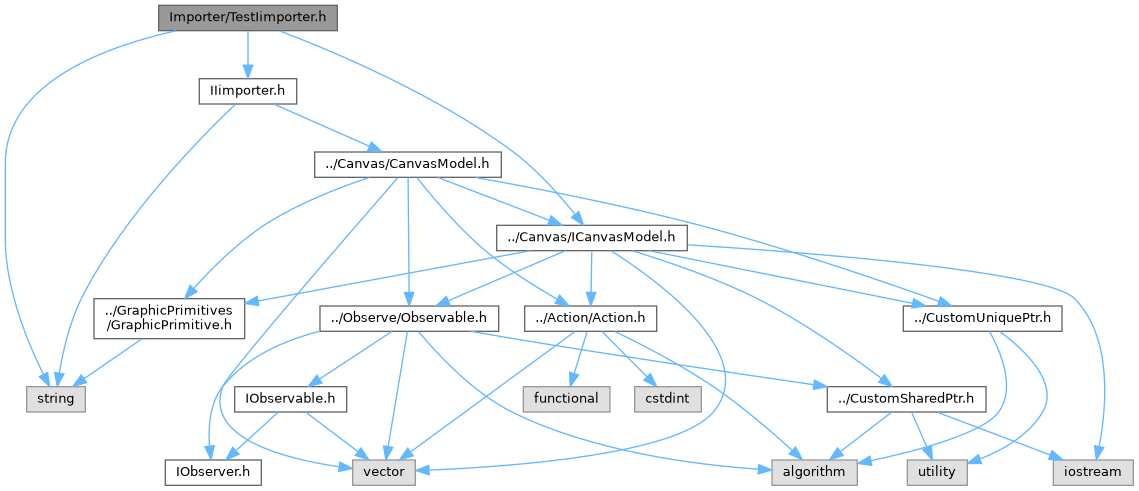 Importer/TestIimporter.h
IIimporter.h
../Canvas/CanvasModel.h
../Canvas/ICanvasModel.h
../GraphicPrimitives
/GraphicPrimitive.h
../Observe/Observable.h
../Action/Action.h
../CustomUniquePtr.h
string
IObservable.h
functional
cstdint
../CustomSharedPtr.h
IObserver.h
vector
algorithm
utility
iostream